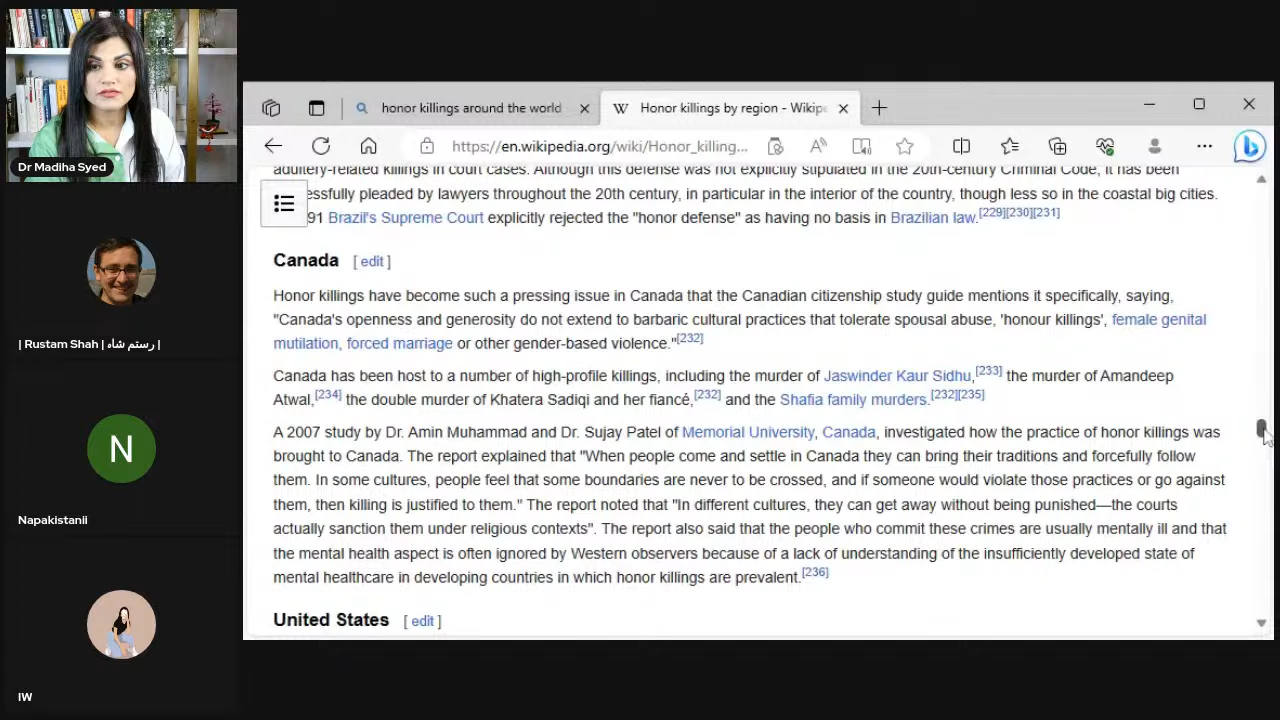 Dr Madiha Syed
| Rustam Shah | رستم شاہ |
N
Napakistanii
IW
honor killings around the world
W Honor killings by region - Wikipe
https://en.wikipedia.org/wiki/Honor_killing...
adultery-related killings in court cases. Although this defense was not explicitly stipulated in the 20th-century Criminal Code, it has been
essfully pleaded by lawyers throughout the 20th century, in particular in the interior of the country, though less so in the coastal big cities.
91 Brazil's Supreme Court explicitly rejected the "honor defense" as having no basis in Brazilian law.[229][230][231]
Canada [ edit ]
Honor killings have become such a pressing issue in Canada that the Canadian citizenship study guide mentions it specifically, saying,
"Canada's openness and generosity do not extend to barbaric cultural practices that tolerate spousal abuse, 'honour killings', female genital
mutilation, forced marriage or other gender-based violence."[232]
Canada has been host to a number of high-profile killings, including the murder of Jaswinder Kaur Sidhu,[233] the murder of Amandeep
Atwal,[234] the double murder of Khatera Sadiqi and her fiancé,[232] and the Shafia family murders.[232][235]
A 2007 study by Dr. Amin Muhammad and Dr. Sujay Patel of Memorial University, Canada, investigated how the practice of honor killings was
brought to Canada. The report explained that "When people come and settle in Canada they can bring their traditions and forcefully follow
them. In some cultures, people feel that some boundaries are never to be crossed, and if someone would violate those practices or go against
them, then killing is justified to them." The report noted that "In different cultures, they can get away without being punished—the courts
actually sanction them under religious contexts". The report also said that the people who commit these crimes are usually mentally ill and that
the mental health aspect is often ignored by Western observers because of a lack of understanding of the insufficiently developed state of
mental healthcare in developing countries in which honor killings are prevalent.[236]
United States [ edit ]